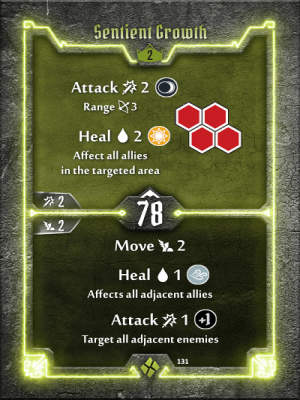 Sentient Growth
2
Attack 2
Range 3
Heal 2
Affect all allies
in the targeted area
2
78
2
Move 2
Heal 1
Affects all adjacent allies
Attack 1 +1
Target all adjacent enemies
131